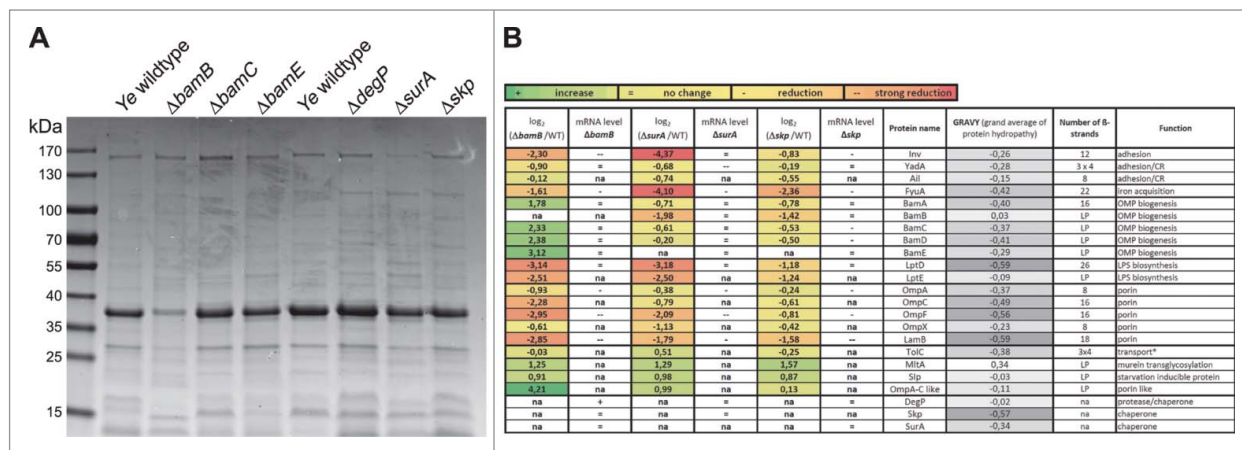 A
Ye wildtype ΔbamB ΔbamC ΔbamE Ye wildtype ΔdegP ΔsurA Δskp
kDa
170
130
100
70
55
40
35
25
15
B
+ increase = no change - reduction -- strong reduction
log₂ (ΔbamB /WT) mRNA level ΔbamB log₂ (ΔsurA /WT) mRNA level ΔsurA log₂ (Δskp /WT) mRNA level Δskp Protein name GRAVY (grand average of protein hydropathy) Number of ß-strands Function
-2,30 -- -4,37 = -0,83 - Inv -0,26 12 adhesion
-0,90 = -0,68 -- -0,19 = YadA -0,28 3 x 4 adhesion/CR
-0,12 na -0,74 na -0,55 na Ail -0,15 8 adhesion/CR
-1,61 - -4,10 - -2,36 - FyuA -0,42 22 iron acquisition
1,78 = -0,71 = -0,78 = BamA -0,40 16 OMP biogenesis
na na -1,98 = -1,42 = BamB 0,03 LP OMP biogenesis
2,33 = -0,61 = -0,53 - BamC -0,37 LP OMP biogenesis
2,38 = -0,20 = -0,50 - BamD -0,41 LP OMP biogenesis
3,12 = na = na = BamE -0,29 LP OMP biogenesis
-3,14 = -3,18 = -1,18 - LptD -0,59 26 LPS biosynthesis
-2,51 na -2,50 na -1,24 na LptE -0,09 LP LPS biosynthesis
-0,93 - -0,38 - -0,24 - OmpA -0,37 8 porin
-2,28 na -0,79 na -0,61 na OmpC -0,49 16 porin
-2,95 -- -2,09 -- -0,81 - OmpF -0,56 16 porin
-0,61 na -1,13 na -0,42 na OmpX -0,23 8 porin
-2,85 -- -1,79 - -1,58 -- LamB -0,59 18 porin
-0,03 na 0,51 na -0,25 na TolC -0,38 3x4 transport*
1,25 na 1,29 na 1,57 na MltA 0,34 LP murein transglycosylation
0,91 na 0,98 na 0,87 na Slp -0,03 LP starvation inducible protein
4,21 na 0,99 na 0,13 na OmpA-C like -0,11 LP porin like
na + na = na = DegP -0,02 na protease/chaperone
na = na = na na Skp -0,57 na chaperone
na = na na na = SurA -0,34 na chaperone